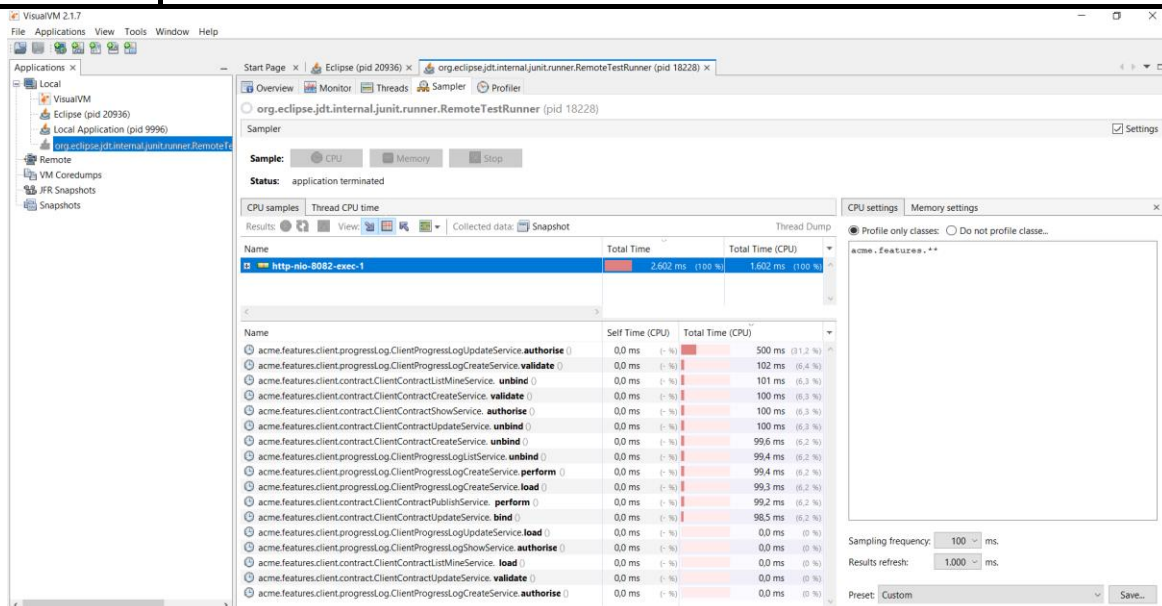 VisualVM 2.1.7
File Applications View Tools Window Help
Applications ×
Start Page × Eclipse (pid 20936) × org.eclipse.jdt.internal.junit.runner.RemoteTestRunner (pid 18228) ×
Local
VisualVM
Eclipse (pid 20936)
Local Application (pid 9996)
org.eclipse.jdt.internal.junit.runner.RemoteTe
Remote
VM Coredumps
JFR Snapshots
Snapshots
Overview Monitor Threads Sampler Profiler
org.eclipse.jdt.internal.junit.runner.RemoteTestRunner (pid 18228)
Sampler Settings
Sample: CPU Memory Stop
Status: application terminated
CPU samples Thread CPU time
Results: View: Collected data: Snapshot Thread Dump
Name Total Time Total Time (CPU)
http-nio-8082-exec-1 2.602 ms (100 %) 1.602 ms (100 %)
Name Self Time (CPU) Total Time (CPU)
acme.features.client.progressLog.ClientProgressLogUpdateService.authorise () 0,0 ms (- %) 500 ms (31,2 %)
acme.features.client.progressLog.ClientProgressLogCreateService.validate () 0,0 ms (- %) 102 ms (6,4 %)
acme.features.client.contract.ClientContractListMineService. unbind () 0,0 ms (- %) 101 ms (6,3 %)
acme.features.client.contract.ClientContractCreateService. validate () 0,0 ms (- %) 100 ms (6,3 %)
acme.features.client.contract.ClientContractShowService. authorise () 0,0 ms (- %) 100 ms (6,3 %)
acme.features.client.contract.ClientContractUpdateService. unbind () 0,0 ms (- %) 100 ms (6,3 %)
acme.features.client.contract.ClientContractCreateService. unbind () 0,0 ms (- %) 99,6 ms (6,2 %)
acme.features.client.progressLog.ClientProgressLogListService. unbind () 0,0 ms (- %) 99,4 ms (6,2 %)
acme.features.client.progressLog.ClientProgressLogCreateService. perform () 0,0 ms (- %) 99,4 ms (6,2 %)
acme.features.client.progressLog.ClientProgressLogCreateService. load () 0,0 ms (- %) 99,3 ms (6,2 %)
acme.features.client.contract.ClientContractPublishService. perform () 0,0 ms (- %) 99,2 ms (6,2 %)
acme.features.client.contract.ClientContractUpdateService. bind () 0,0 ms (- %) 98,5 ms (6,2 %)
acme.features.client.progressLog.ClientProgressLogUpdateService.load () 0,0 ms (- %) 0,0 ms (0 %)
acme.features.client.progressLog.ClientProgressLogShowService. authorise () 0,0 ms (- %) 0,0 ms (0 %)
acme.features.client.contract.ClientContractListMineService. load () 0,0 ms (- %) 0,0 ms (0 %)
acme.features.client.contract.ClientContractUpdateService. validate () 0,0 ms (- %) 0,0 ms (0 %)
acme.features.client.progressLog.ClientProgressLogCreateService. authorise () 0,0 ms (- %) 0,0 ms (0 %)
CPU settings Memory settings ×
Profile only classes: Do not profile classe...
acme.features.**
Sampling frequency: 100 ms.
Results refresh: 1.000 ms.
Preset: Custom Save...